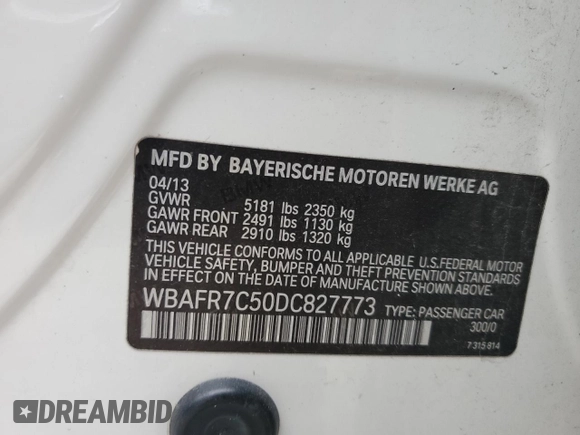 MFD BY BAYERISCHE MOTOREN WERKE AG
04/13
GVWR 5181 lbs 2350 kg
GAWR FRONT 2491 lbs 1130 kg
GAWR REAR 2910 lbs 1320 kg
THIS VEHICLE CONFORMS TO ALL APPLICABLE U.S.FEDERAL MOTOR
VEHICLE SAFETY, BUMPER AND THEFT PREVENTION STANDARDS
IN EFFECT ON THE DATE OF MANUFACTURE SHOWN ABOVE.
WBAFR7C50DC827773 TYPE: PASSENGER CAR
300/0
7 315 814
DREAMBID